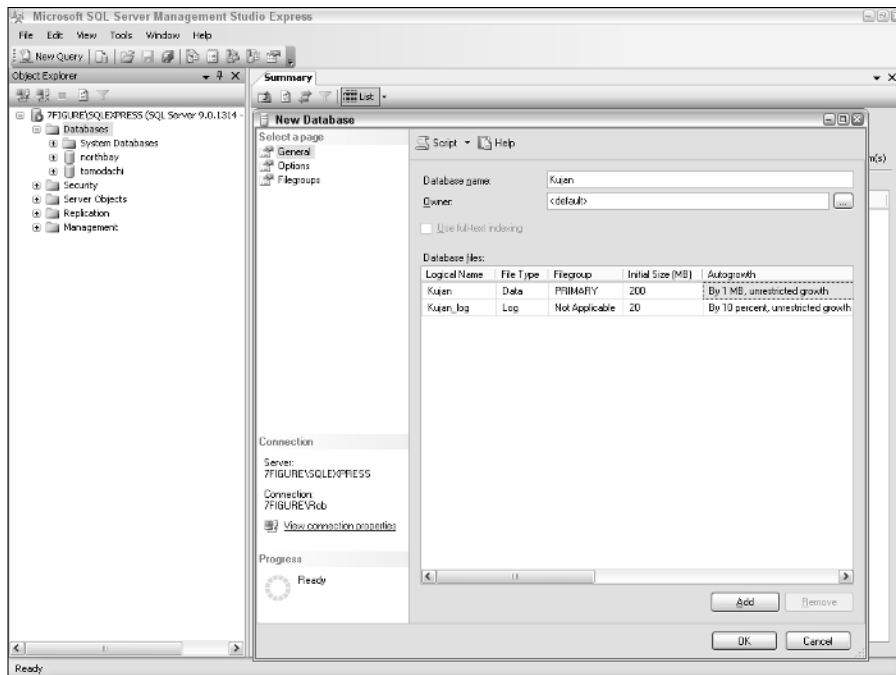 Microsoft SQL Server Management Studio Express
File Edit View Tools Window Help
New Query
Object Explorer
Summary
List
7FIGURE\SQLEXPRESS (SQL Server 9.0.1314 -
Databases
System Databases
northbay
tomodachi
Security
Server Objects
Replication
Management
New Database
Select a page
General
Options
Filegroups
Script Help
Database name: Kujan
Owner: <default>
...
Use full-text indexing
Database files:
Logical Name File Type Filegroup Initial Size (MB) Autogrowth
Kujan Data PRIMARY 200 By 1 MB, unrestricted growth
Kujan_log Log Not Applicable 20 By 10 percent, unrestricted growth
Connection
Server:
7FIGURE\SQLEXPRESS
Connection:
7FIGURE\Rob
View connection properties
Progress
Ready
Add Remove
OK Cancel
Ready